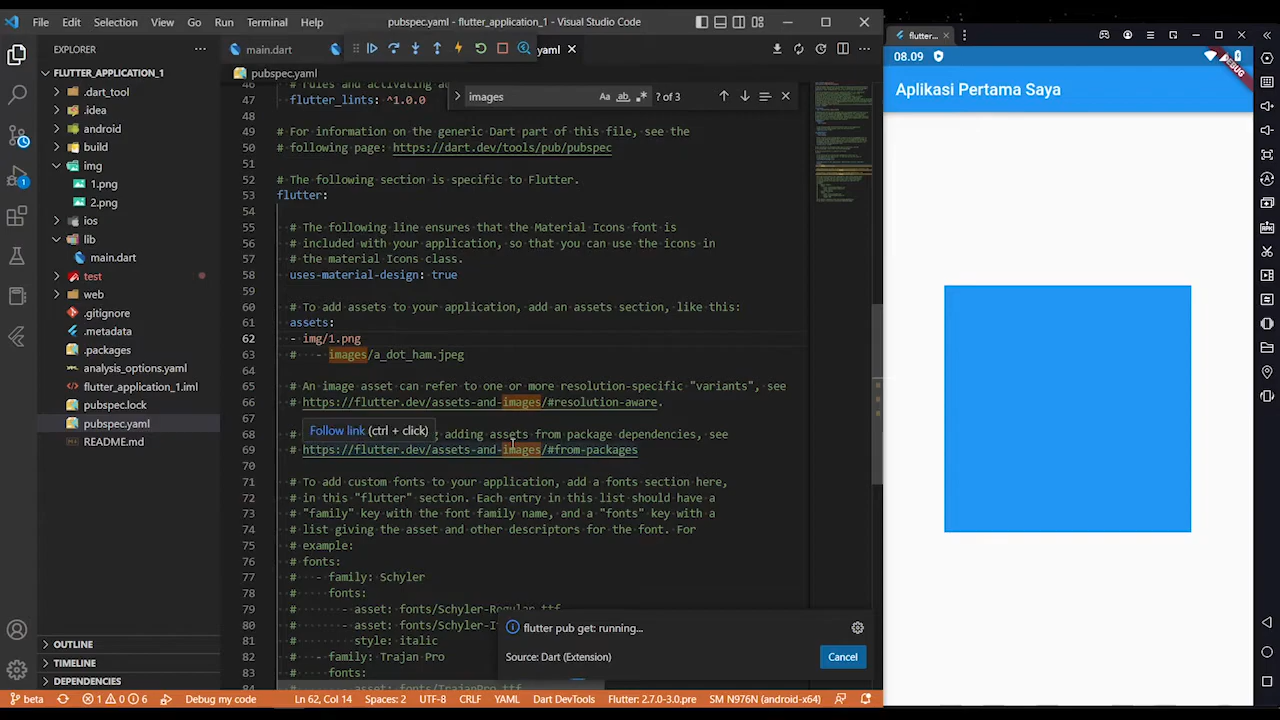 File Edit Selection View Go Run Terminal Help
pubspec.yaml - flutter_application_1 - Visual Studio Code
EXPLORER
FLUTTER_APPLICATION_1
.dart_tool
.idea
android
build
img
1.png
2.png
ios
lib
main.dart
test
web
.gitignore
.metadata
.packages
analysis_options.yaml
flutter_application_1.iml
pubspec.lock
pubspec.yaml
README.md
OUTLINE
TIMELINE
DEPENDENCIES
main.dart
yaml
pubspec.yaml
images
Aa ab
? of 3
47 flutter_lints: ^1.0.0
48
49 # For information on the generic Dart part of this file, see the
50 # following page: https://dart.dev/tools/pub/pubspec
51
52 # The following section is specific to Flutter.
53 flutter:
54
55 # The following line ensures that the Material Icons font is
56 # included with your application, so that you can use the icons in
57 # the material Icons class.
58 uses-material-design: true
59
60 # To add assets to your application, add an assets section, like this:
61 assets:
62 - img/1.png
63 # - images/a_dot_ham.jpeg
64
65 # An image asset can refer to one or more resolution-specific "variants", see
66 # https://flutter.dev/assets-and-images/#resolution-aware.
67
Follow link (ctrl + click)
68 # adding assets from package dependencies, see
69 # https://flutter.dev/assets-and-images/#from-packages
70
71 # To add custom fonts to your application, add a fonts section here,
72 # in this "flutter" section. Each entry in this list should have a
73 # "family" key with the font family name, and a "fonts" key with a
74 # list giving the asset and other descriptors for the font. For
75 # example:
76 # fonts:
77 # - family: Schyler
78 # fonts:
79 # - asset: fonts/Schyler-Regular.ttf
80 # - asset: fonts/Schyler-I
81 # style: italic
82 # - family: Trajan Pro
83 # fonts:
84 # - asset: fonts/TrajanPro.ttf
flutter pub get: running...
Source: Dart (Extension)
Cancel
beta
1 0 6
Debug my code
Ln 62, Col 14
Spaces: 2
UTF-8
CRLF
YAML
Dart DevTools
Flutter: 2.7.0-3.0.pre
SM N976N (android-x64)
flutter...
08.09
DEBUG
Aplikasi Pertama Saya
APK